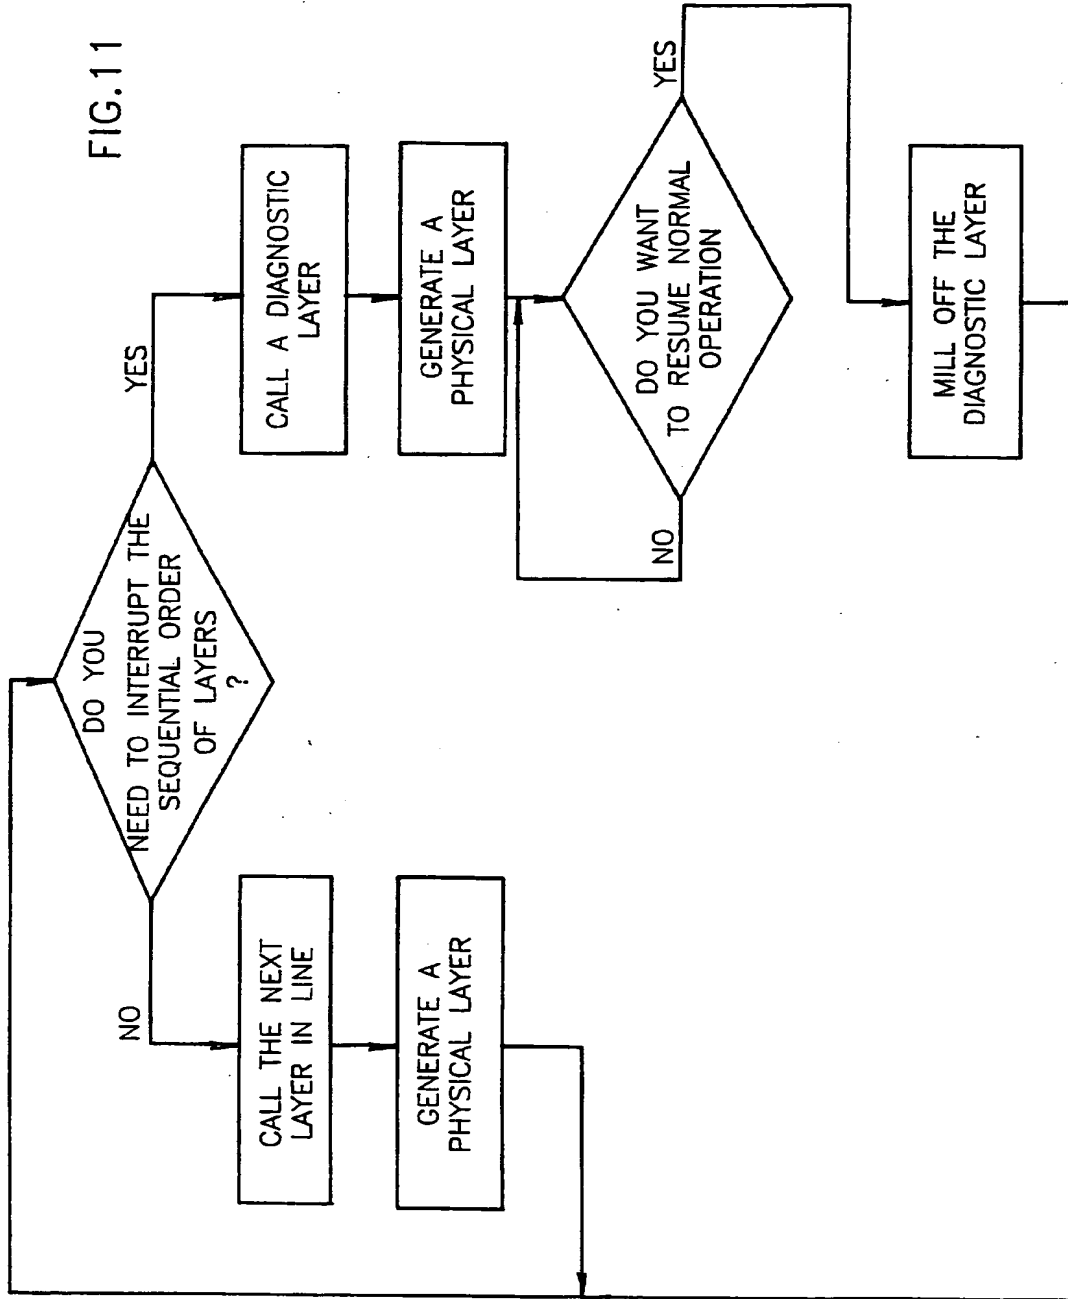 FIG.11
DO YOU
NEED TO INTERRUPT THE
SEQUENTIAL ORDER
OF LAYERS
?
NO
YES
CALL THE NEXT
LAYER IN LINE
GENERATE A
PHYSICAL LAYER
CALL A DIAGNOSTIC
LAYER
GENERATE A
PHYSICAL LAYER
DO YOU WANT
TO RESUME NORMAL
OPERATION
NO
YES
MILL OFF THE
DIAGNOSTIC LAYER